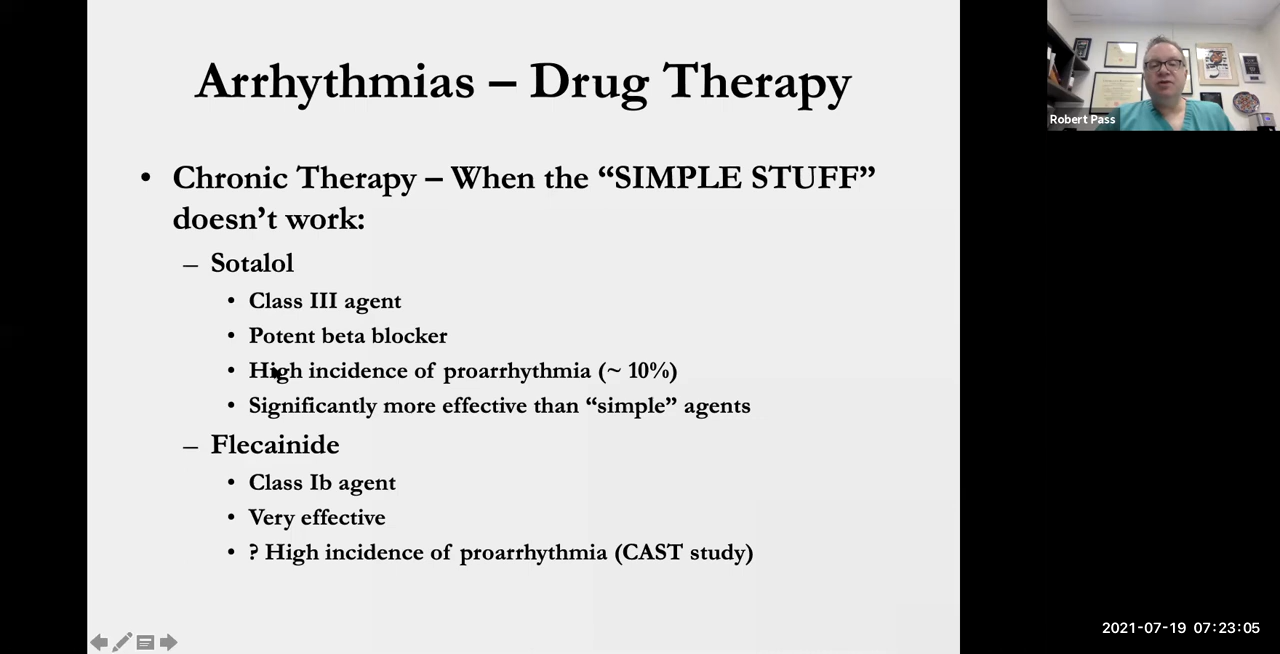 Arrhythmias – Drug Therapy
• Chronic Therapy – When the “SIMPLE STUFF”
doesn’t work:
– Sotalol
• Class III agent
• Potent beta blocker
• High incidence of proarrhythmia (~ 10%)
• Significantly more effective than “simple” agents
– Flecainide
• Class Ib agent
• Very effective
• ? High incidence of proarrhythmia (CAST study)
Robert Pass
2021-07-19 07:23:05